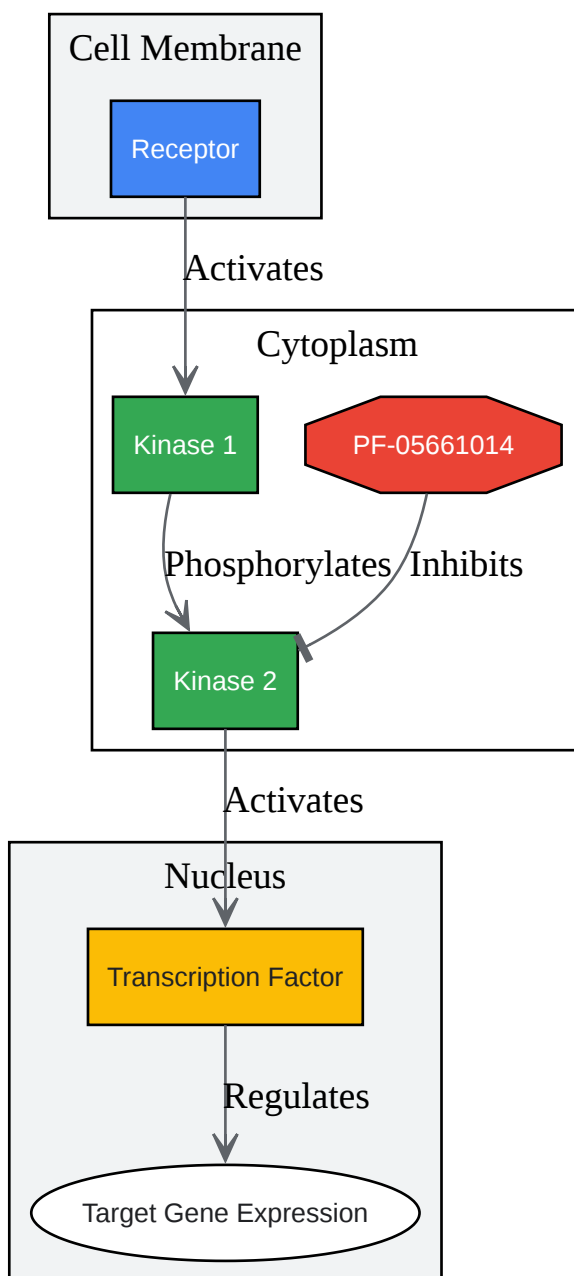 Cell Membrane
Receptor
Activates
Cytoplasm
Kinase 1
PF-05661014
Phosphorylates
Inhibits
Kinase 2
Activates
Nucleus
Transcription Factor
Regulates
Target Gene Expression